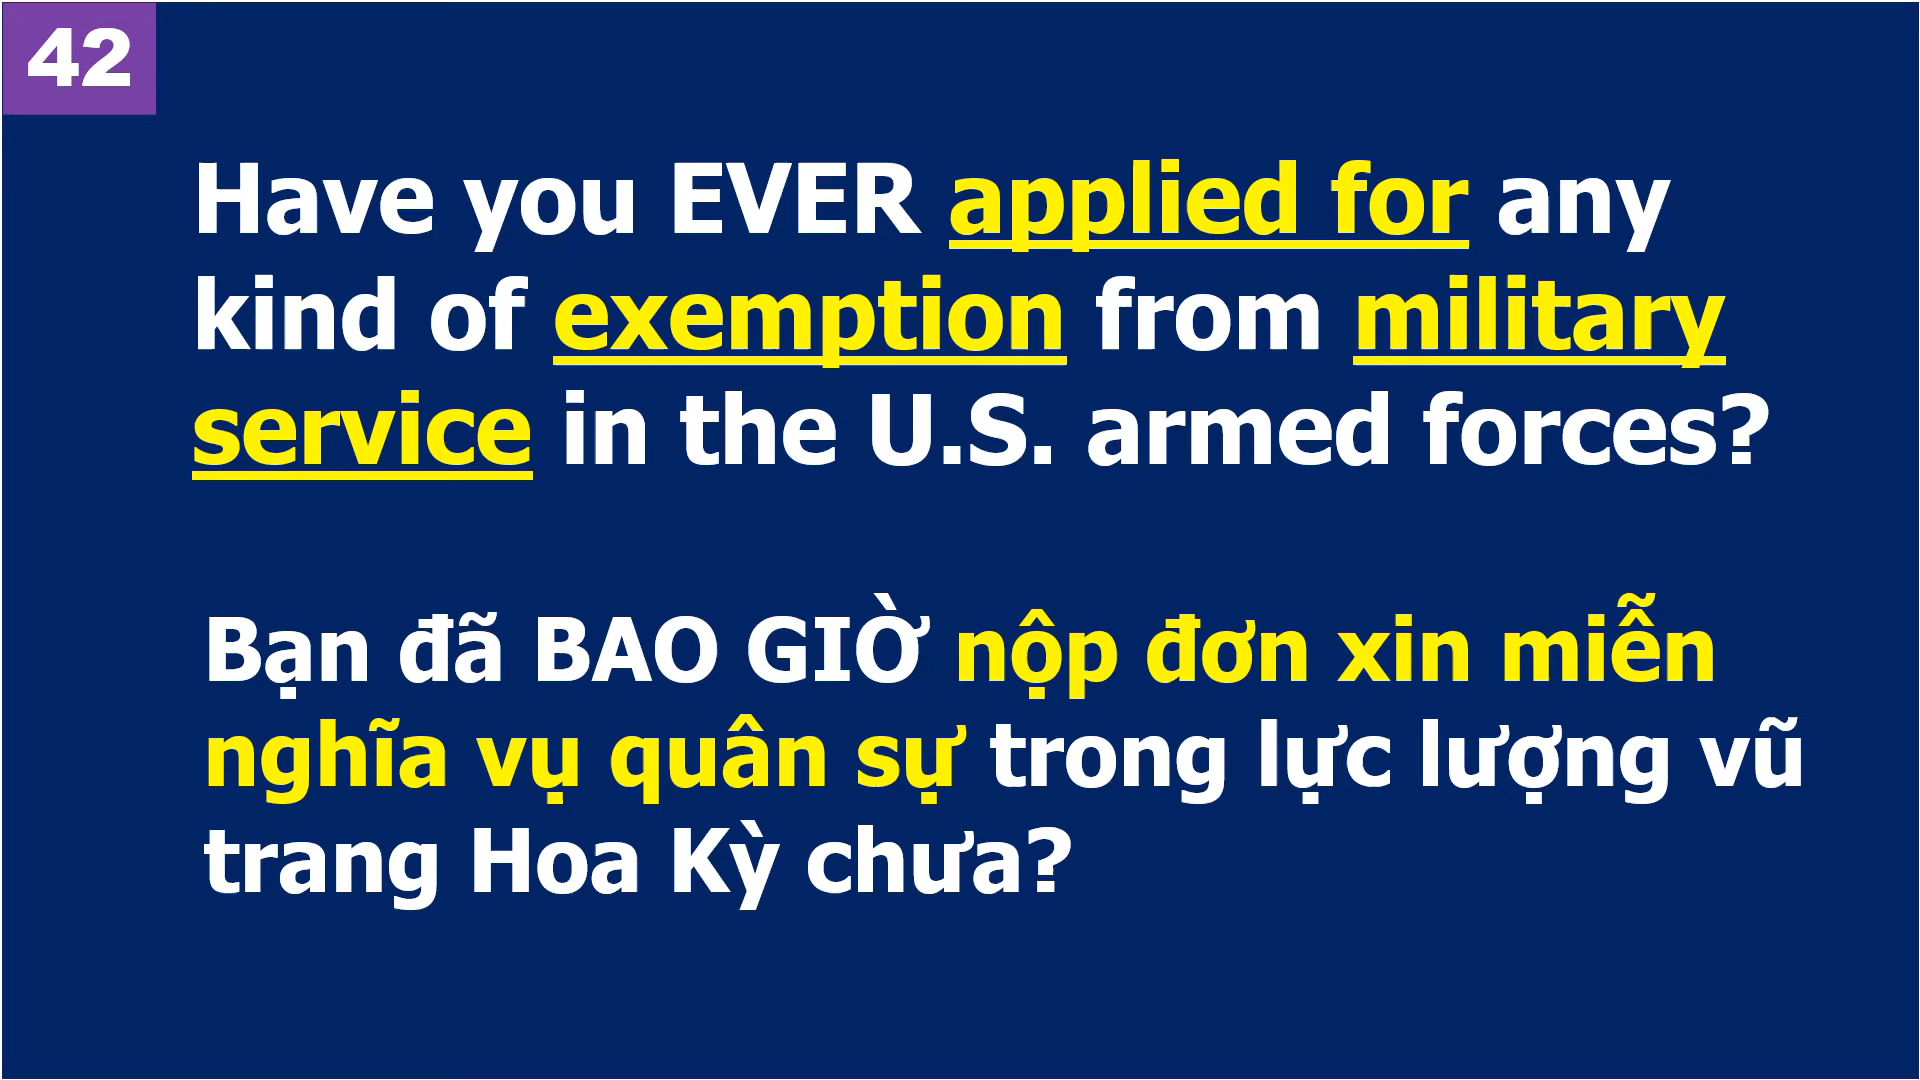 42
Have you EVER applied for any
kind of exemption from military
service in the U.S. armed forces?
Bạn đã BAO GIỜ nộp đơn xin miễn
nghĩa vụ quân sự trong lực lượng vũ
trang Hoa Kỳ chưa?